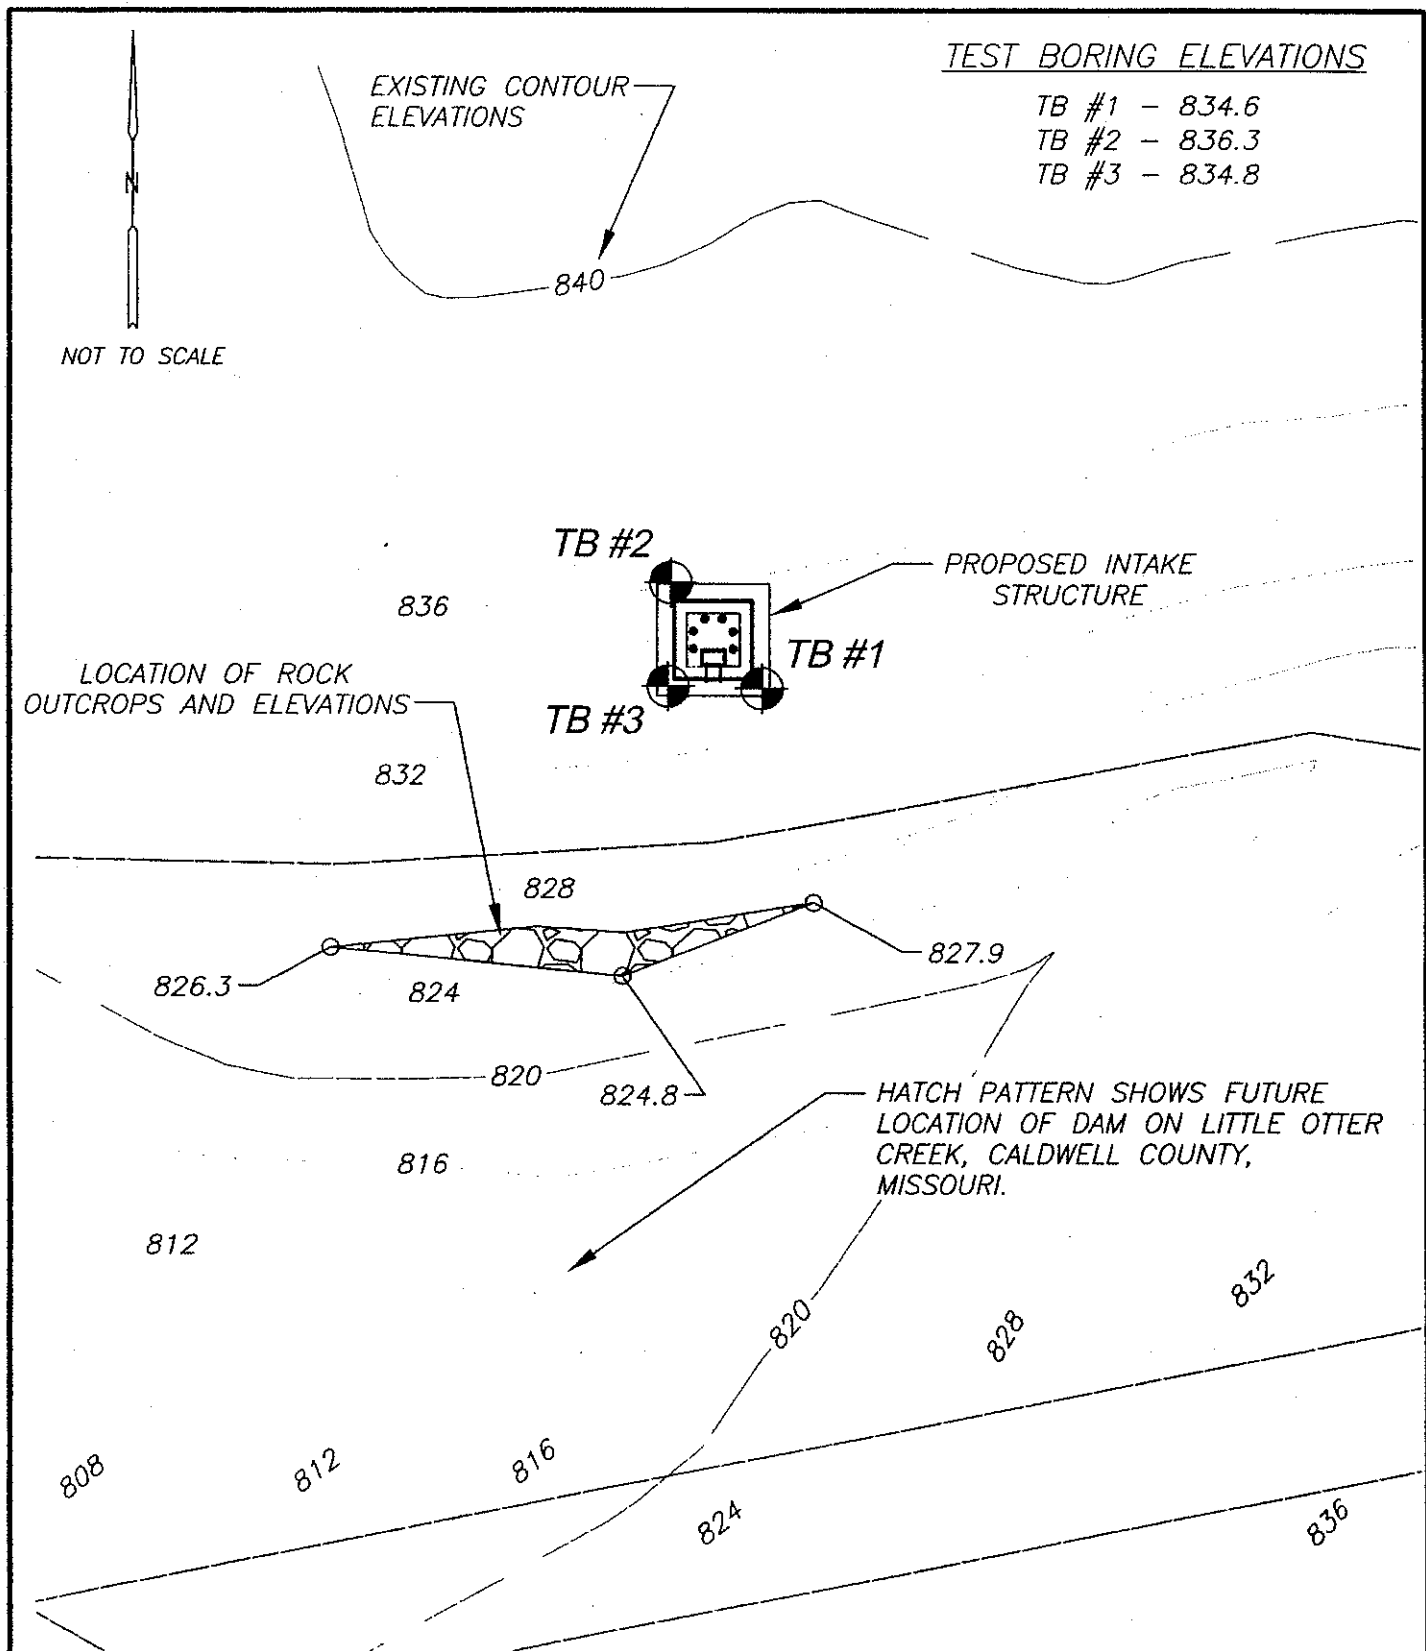 TEST BORING ELEVATIONS
TB #1 - 834.6
TB #2 - 836.3
TB #3 - 834.8
EXISTING CONTOUR
ELEVATIONS
N
840
NOT TO SCALE
TB #2
PROPOSED INTAKE
STRUCTURE
836
TB #1
LOCATION OF ROCK
OUTCROPS AND ELEVATIONS
TB #3
832
828
827.9
826.3
824
820
824.8
HATCH PATTERN SHOWS FUTURE
LOCATION OF DAM ON LITTLE OTTER
CREEK, CALDWELL COUNTY,
MISSOURI.
816
812
832
820
828
808
812
816
824
836